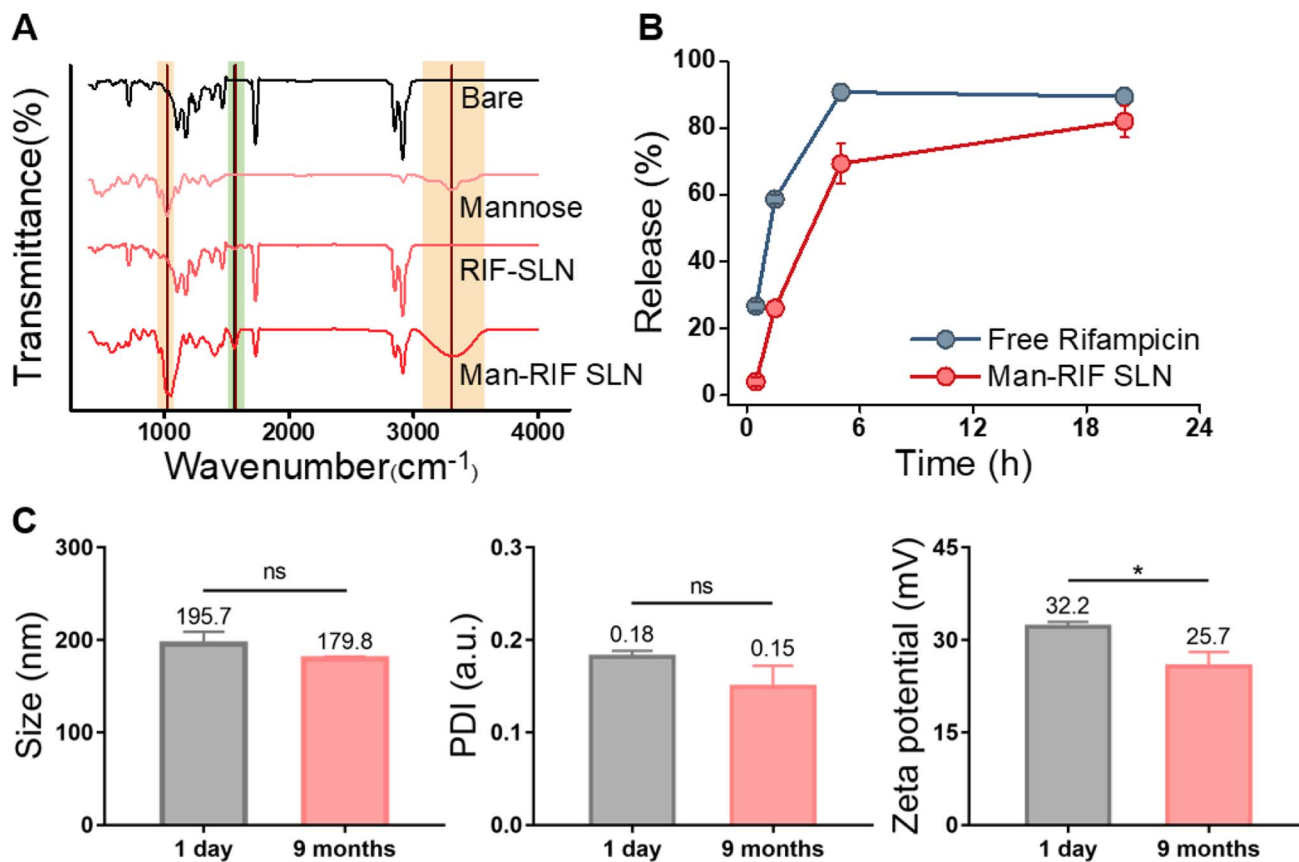 A
Transmittance(%)
Bare
Mannose
RIF-SLN
Man-RIF SLN
1000 2000 3000 4000
Wavenumber(cm-1)
B
Release (%)
100
80
60
40
20
0
Free Rifampicin
Man-RIF SLN
0 6 12 18 24
Time (h)
C
Size (nm)
300
200
100
0
ns
195.7
179.8
1 day 9 months
PDI (a.u.)
0.3
0.2
0.1
0.0
ns
0.18
0.15
1 day 9 months
Zeta potential (mV)
45
30
15
0
*
32.2
25.7
1 day 9 months